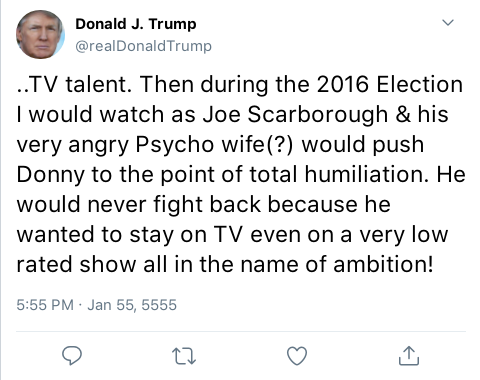 Donald J. Trump
@realDonaldTrump
..TV talent. Then during the 2016 Election
I would watch as Joe Scarborough & his
very angry Psycho wife(?) would push
Donny to the point of total humiliation. He
would never fight back because he
wanted to stay on TV even on a very low
rated show all in the name of ambition!
5:55 PM · Jan 55, 5555